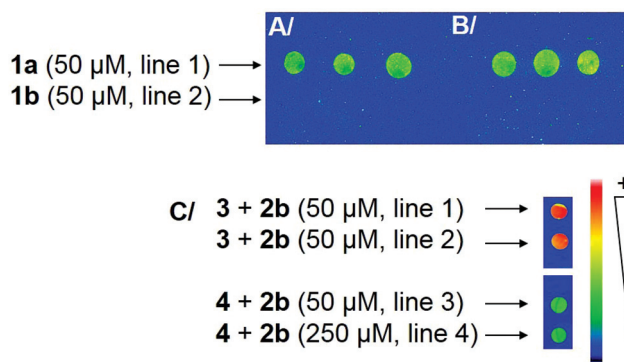 A/ B/
1a (50 µM, line 1)
1b (50 µM, line 2)
C/ 3 + 2b (50 µM, line 1)
3 + 2b (50 µM, line 2)
4 + 2b (50 µM, line 3)
4 + 2b (250 µM, line 4)
+